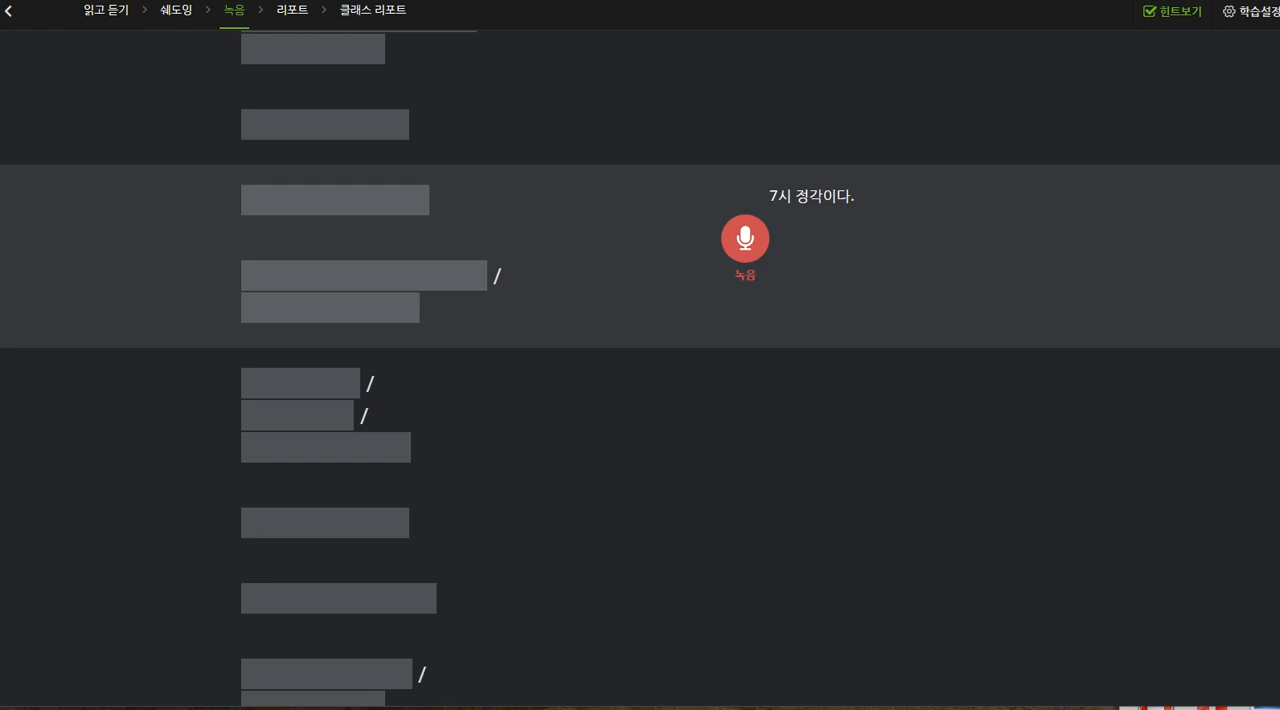 읽고 듣기 > 쉐도잉 > 녹음 > 리포트 > 클래스 리포트
힌트보기
학습설정
7시 정각이다.
녹음
/
/
/
/